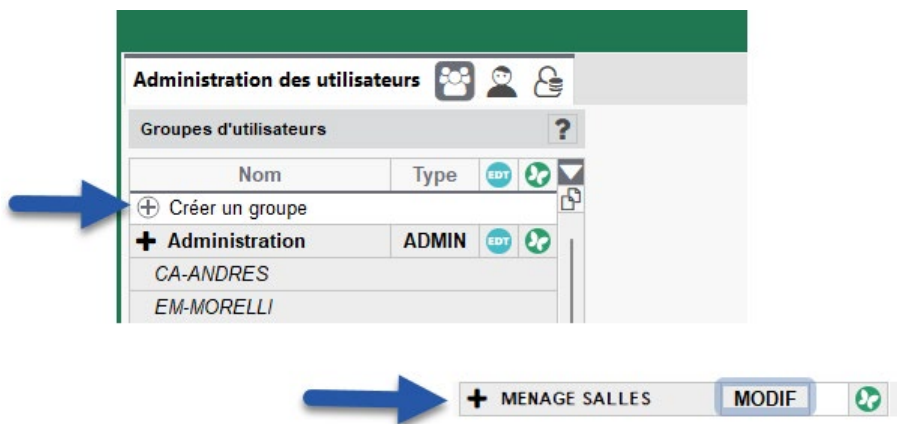 Administration des utilisateurs
Groupes d'utilisateurs ?
Nom Type EDT
Créer un groupe
Administration ADMIN EDT
CA-ANDRES
EM-MORELLI
MENAGE SALLES MODIF